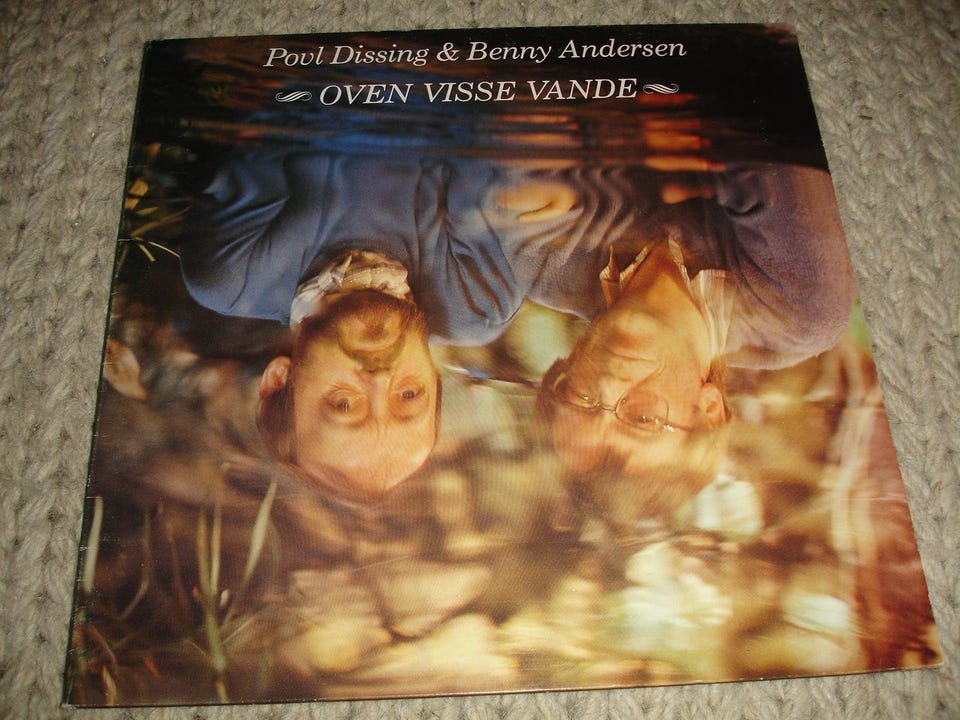 Povl Dissing & Benny Andersen
OVEN VISSE VANDE